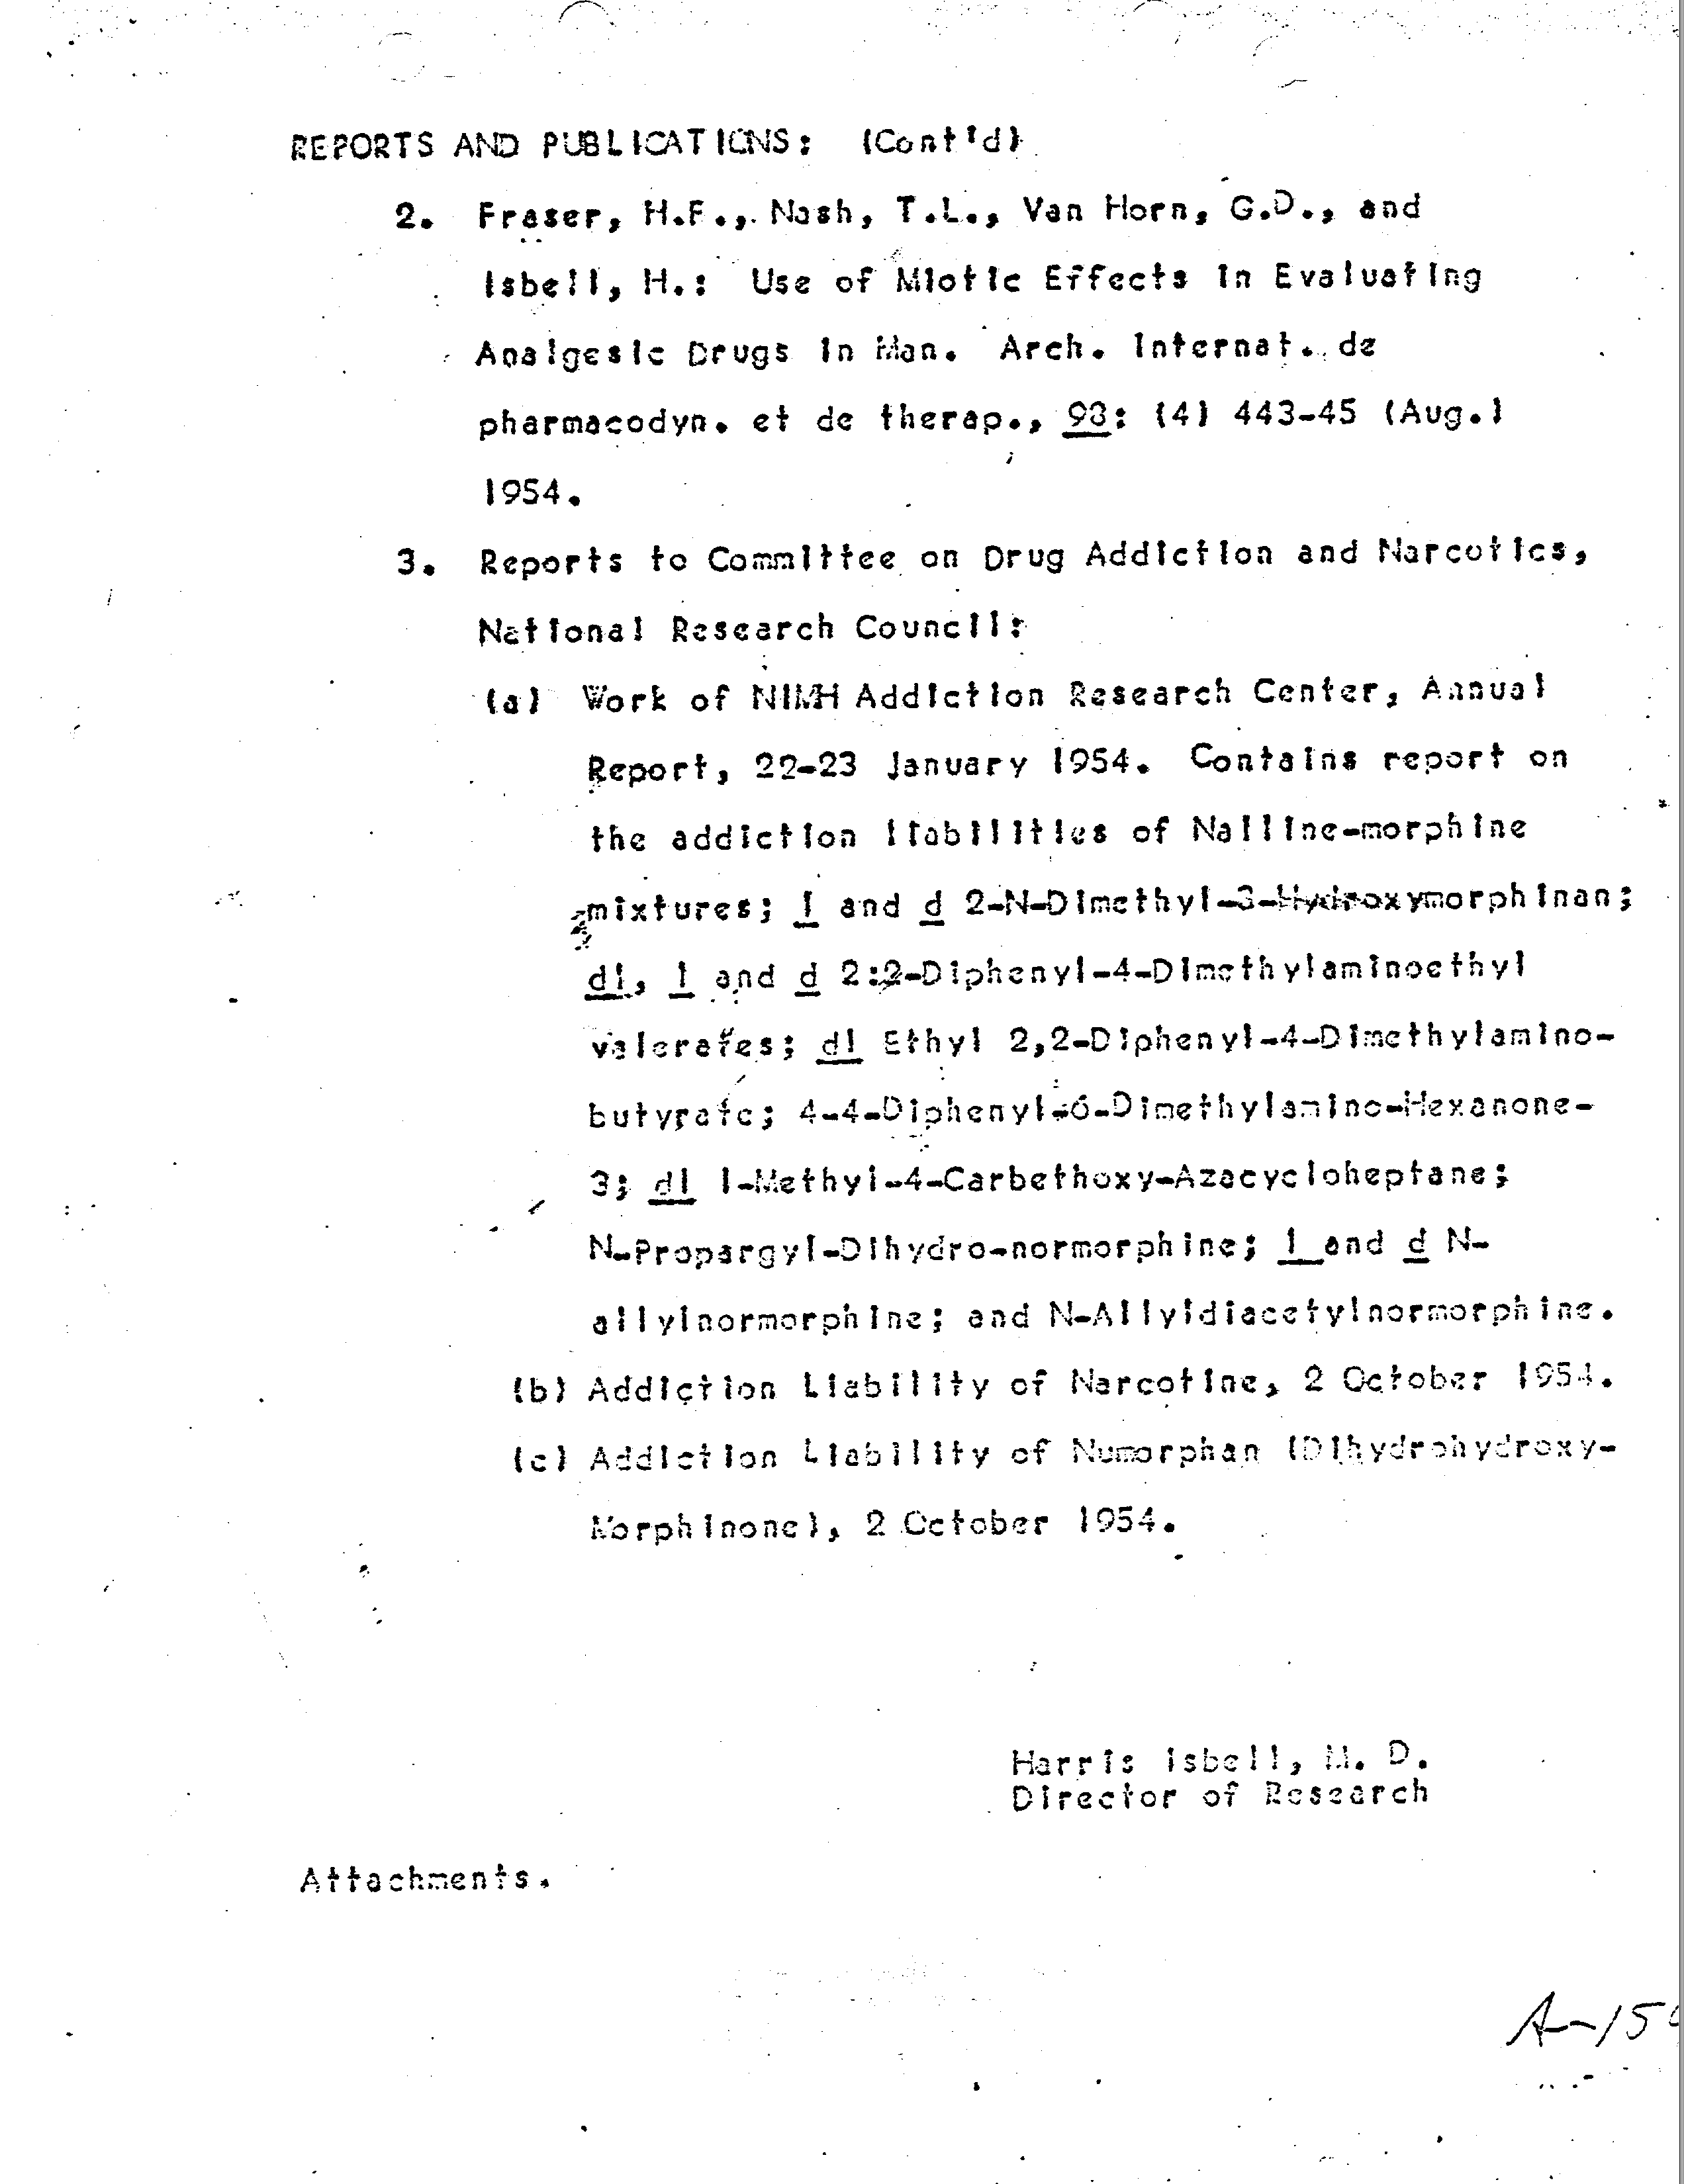 REPORTS AND PUBLICATIONS: (Cont'd)
2. Fraser, H.F., Nash, T.L., Van Horn, G.D., and
Isbell, H.: Use of Miotic Effects in Evaluating
Analgesic Drugs in Man. Arch. Internat. de
pharmacodyn. et de therap., 98: (4) 443-45 (Aug.)
1954.
3. Reports to Committee on Drug Addiction and Narcotics,
National Research Council:
(a) Work of NIMH Addiction Research Center, Annual
Report, 22-23 January 1954. Contains report on
the addiction liabilities of Nalline-morphine
mixtures; l and d 2-N-Dimethyl-3-Hydroxymorphinan;
dl, l and d 2:2-Diphenyl-4-Dimethylaminoethyl
valerates; dl Ethyl 2,2-Diphenyl-4-Dimethylamino-
butyrate; 4-4-Diphenyl-6-Dimethylamino-Hexanone-
3; dl 1-Methyl-4-Carbethoxy-Azacycloheptane;
N-Propargyl-Dihydro-normorphine; l and d N-
allylnormorphine; and N-Allyldiacetylnormorphine.
(b) Addiction Liability of Narcotine, 2 October 1954.
(c) Addiction Liability of Numorphan (Dihydrohydroxy-
Morphinone), 2 October 1954.
Harris Isbell, M. D.
Director of Research
Attachments.